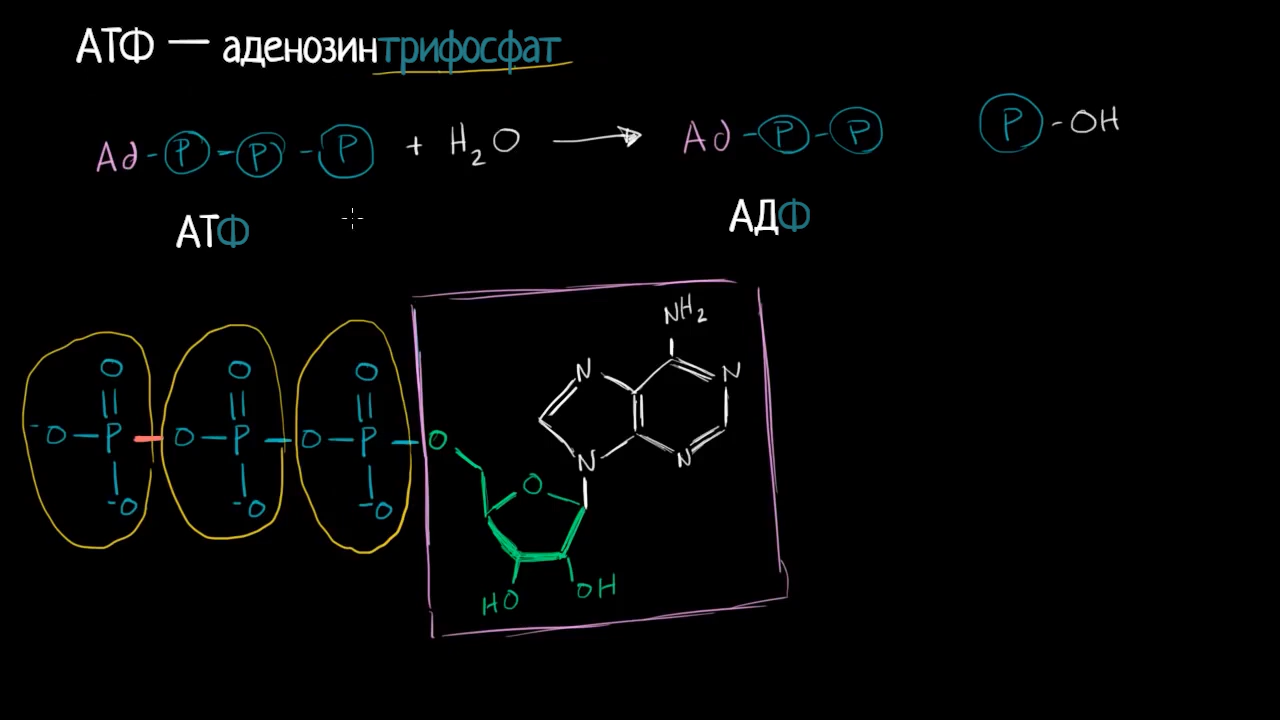 АТФ — аденозинтрифосфат
Ad - P - P - P + H₂O → Ad - P - P P - OH
АТФ АДФ
NH₂
O O O N N
⁻O - P - O - P - O - P - O
N N
⁻O ⁻O ⁻O O
HO OH